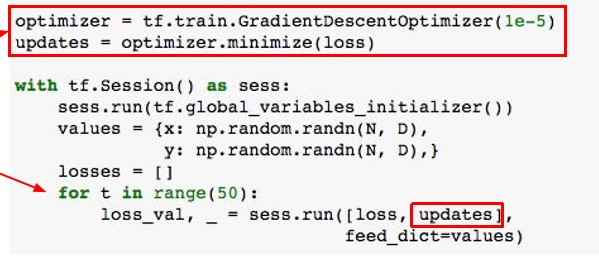 optimizer = tf.train.GradientDescentOptimizer(1e-5)
updates = optimizer.minimize(loss)
with tf.Session() as sess:
    sess.run(tf.global_variables_initializer())
    values = {x: np.random.randn(N, D),
              y: np.random.randn(N, D),}
    losses = []
    for t in range(50):
        loss_val, _ = sess.run([loss, updates],
                               feed_dict=values)